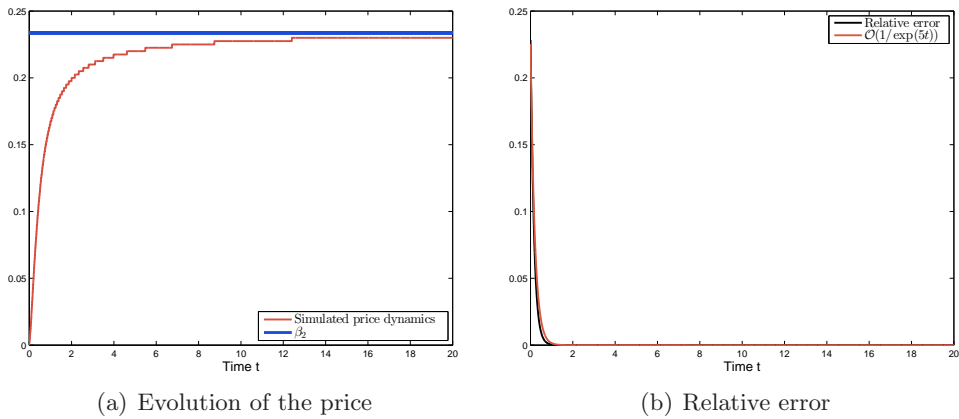 0.25
0.2
0.15
0.1
0.05
0
0 2 4 6 8 10 12 14 16 18 20
Time t
Simulated price dynamics
β₂
(a) Evolution of the price
0.25
0.2
0.15
0.1
0.05
0
0 2 4 6 8 10 12 14 16 18 20
Time t
Relative error
𝒪(1/exp(5t))
(b) Relative error